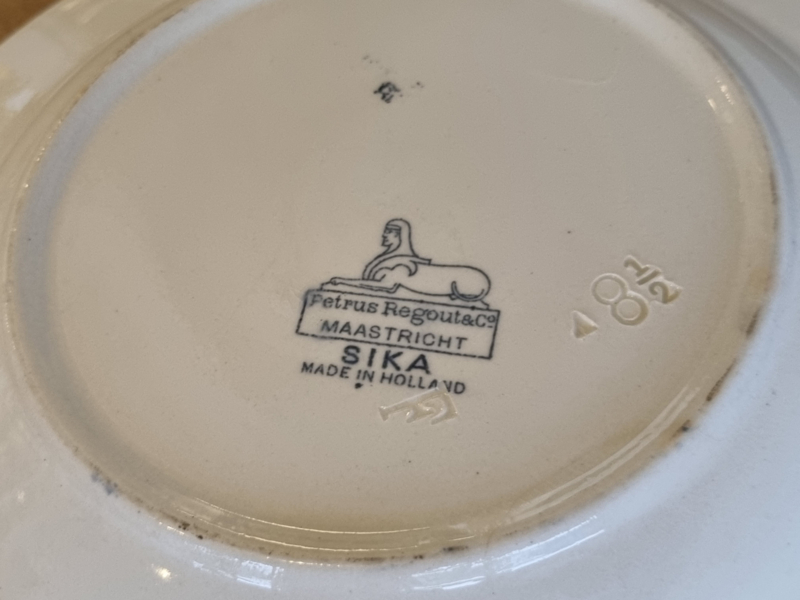 Petrus Regout & Co
MAASTRICHT
SIKA
MADE IN HOLLAND
8 1/2